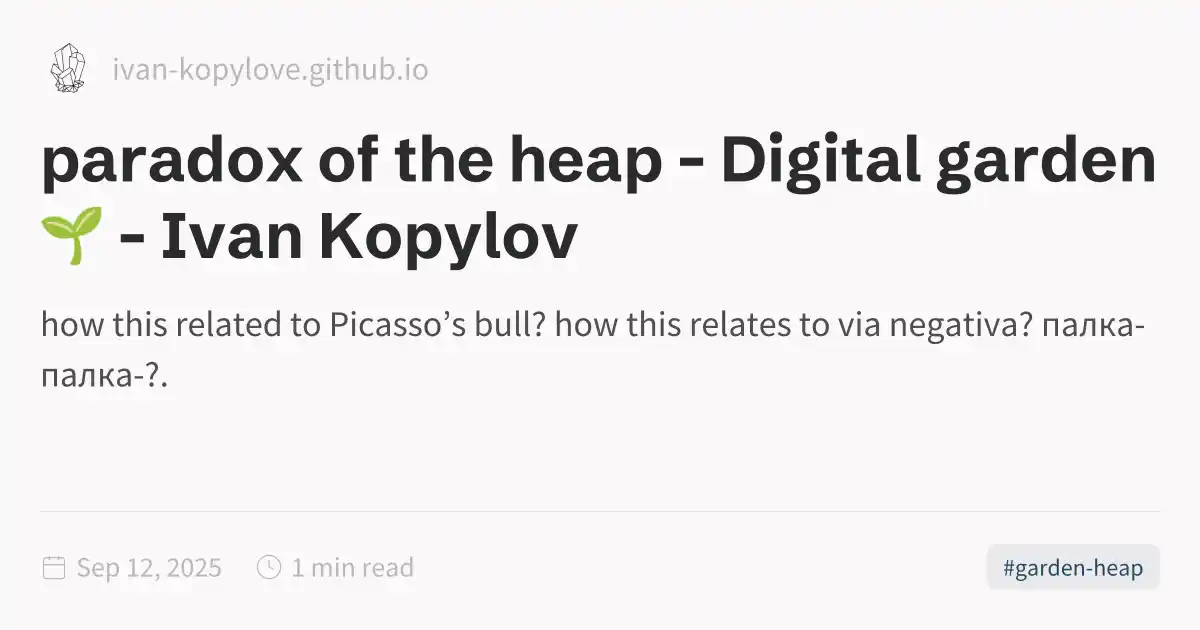 ivan-kopylove.github.io
paradox of the heap - Digital garden
🌱 - Ivan Kopylov
how this related to Picasso’s bull? how this relates to via negativa? палка-
палка-?.
Sep 12, 2025 1 min read #garden-heap